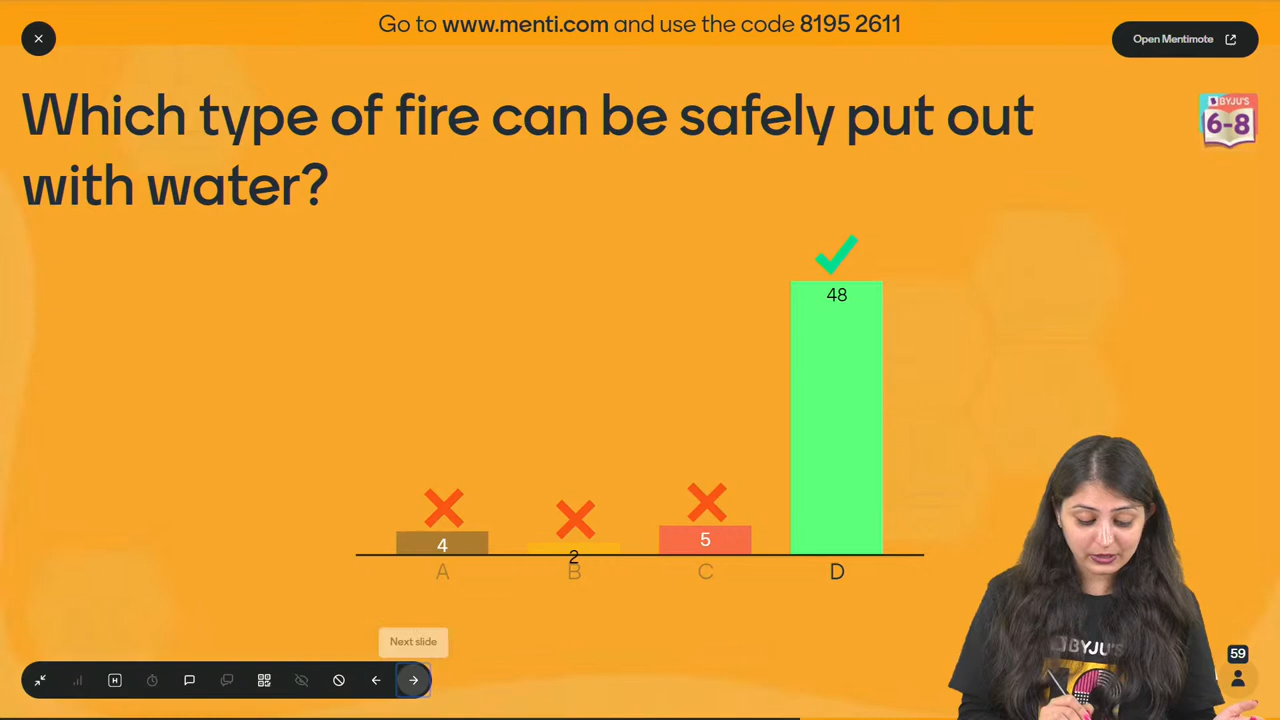 Go to www.menti.com and use the code 8195 2611
Open Mentimote
Which type of fire can be safely put out
with water?
BYJU'S
6-8
48
4
2
5
A
B
C
D
Next slide
H
BYJU'S
59